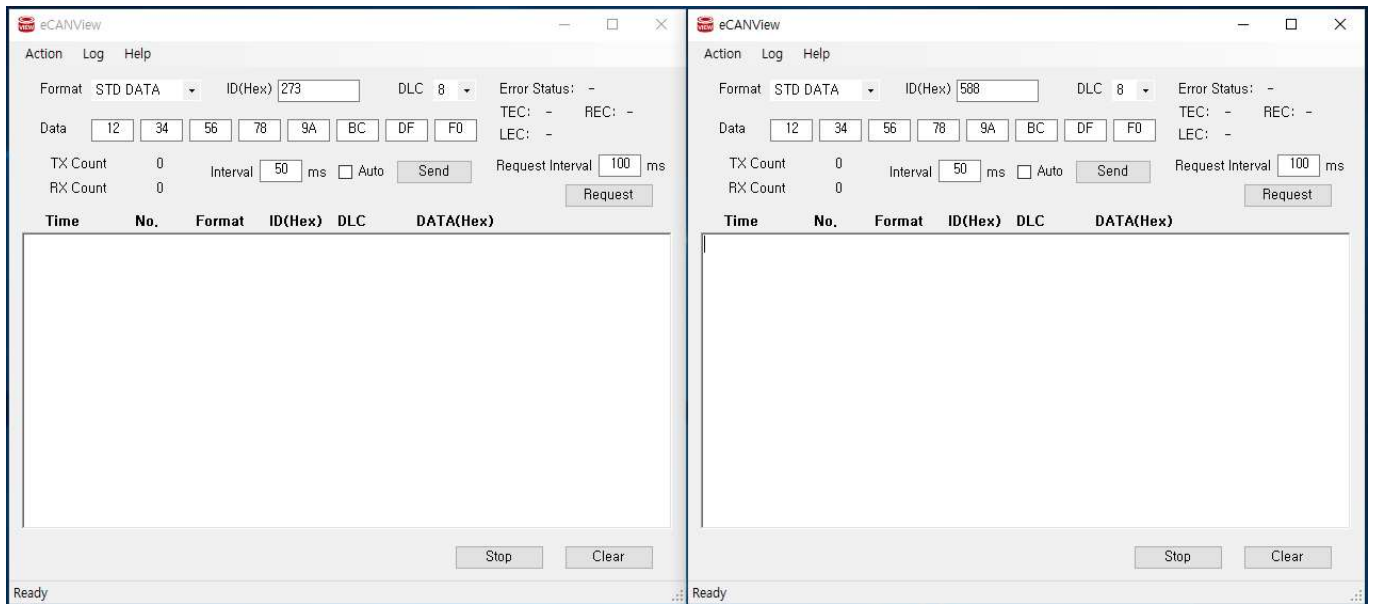 eCANView
Action Log Help
Format STD DATA ID(Hex) 273 DLC 8 Error Status: -
TEC: - REC: -
Data 12 34 56 78 9A BC DF F0 LEC: -
TX Count 0 Interval 50 ms Auto Send Request Interval 100 ms
RX Count 0 Request
Time No. Format ID(Hex) DLC DATA(Hex)
Stop Clear
Ready
eCANView
Action Log Help
Format STD DATA ID(Hex) 588 DLC 8 Error Status: -
TEC: - REC: -
Data 12 34 56 78 9A BC DF F0 LEC: -
TX Count 0 Interval 50 ms Auto Send Request Interval 100 ms
RX Count 0 Request
Time No. Format ID(Hex) DLC DATA(Hex)
Stop Clear
Ready